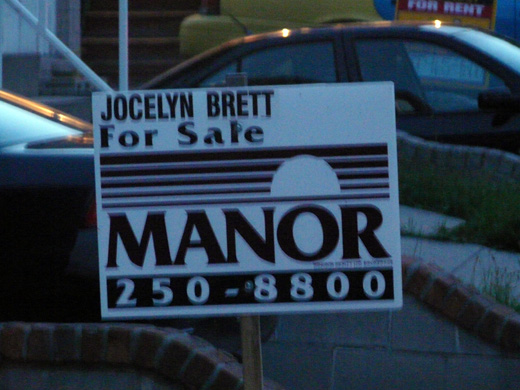 FOR RENT
JOCELYN BRETT
For Sale
MANOR
250-8800